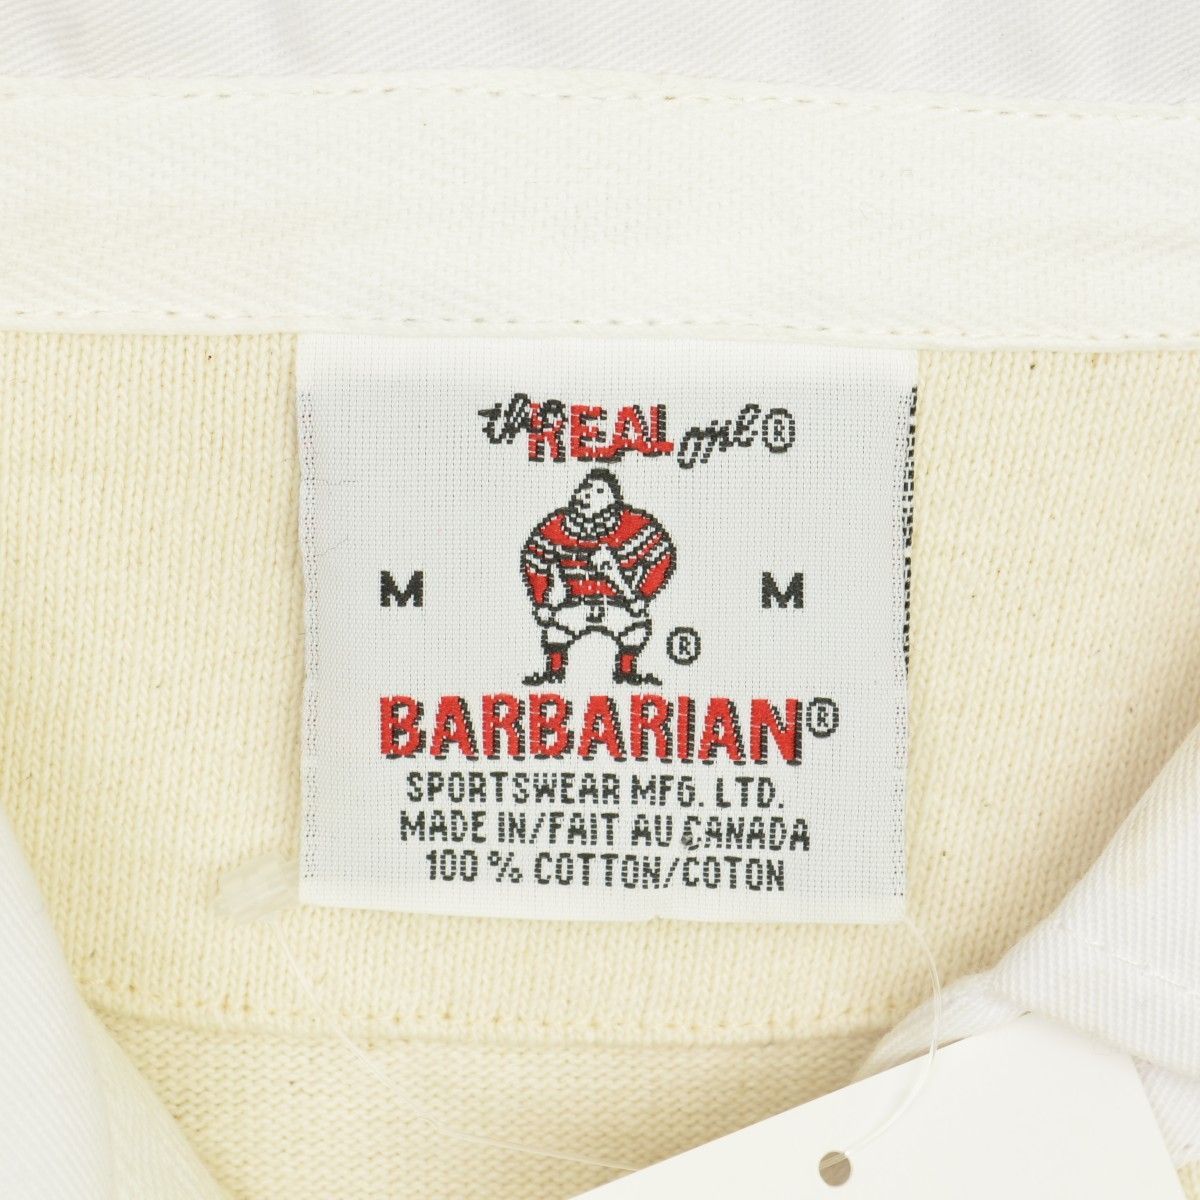 the REAL one®
M M
®
BARBARIAN®
SPORTSWEAR MFG. LTD.
MADE IN/FAIT AU CANADA
100 % COTTON/COTON